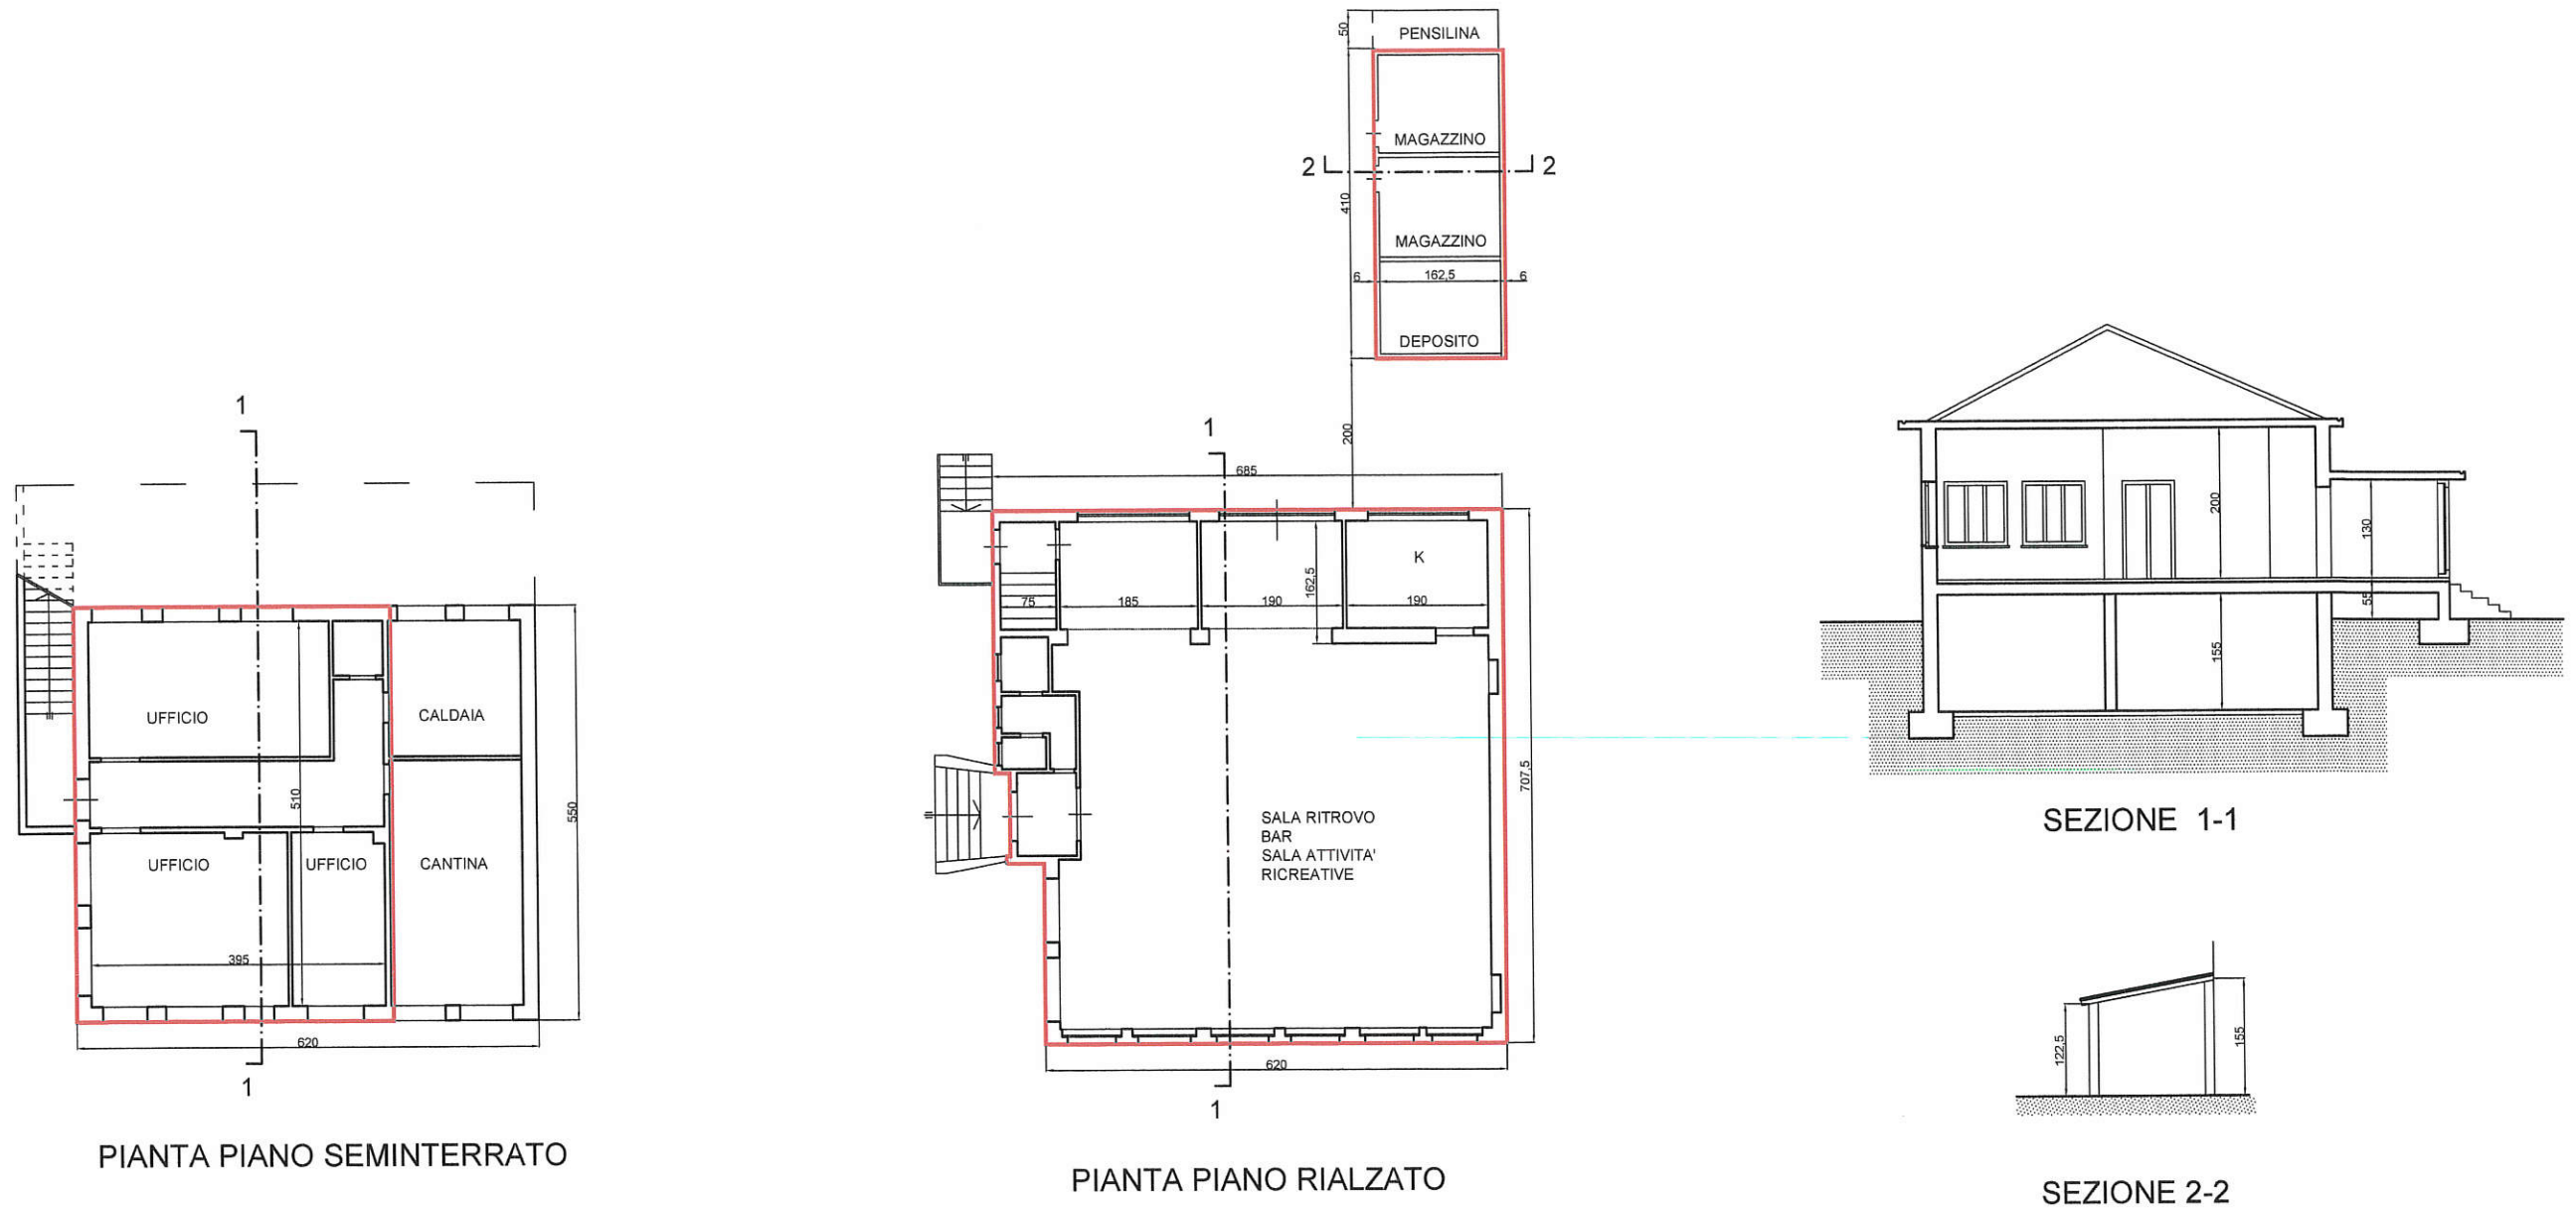 1
UFFICIO
CALDAIA
510
550
UFFICIO
UFFICIO
CANTINA
395
620
1
PIANTA PIANO SEMINTERRATO
50
PENSILINA
MAGAZZINO
2
2
410
MAGAZZINO
6
162,5
6
DEPOSITO
200
1
685
K
162,5
75
185
190
190
707,5
SALA RITROVO
BAR
SALA ATTIVITA'
RICREATIVE
620
1
PIANTA PIANO RIALZATO
200
130
55
155
SEZIONE 1-1
122,5
155
SEZIONE 2-2